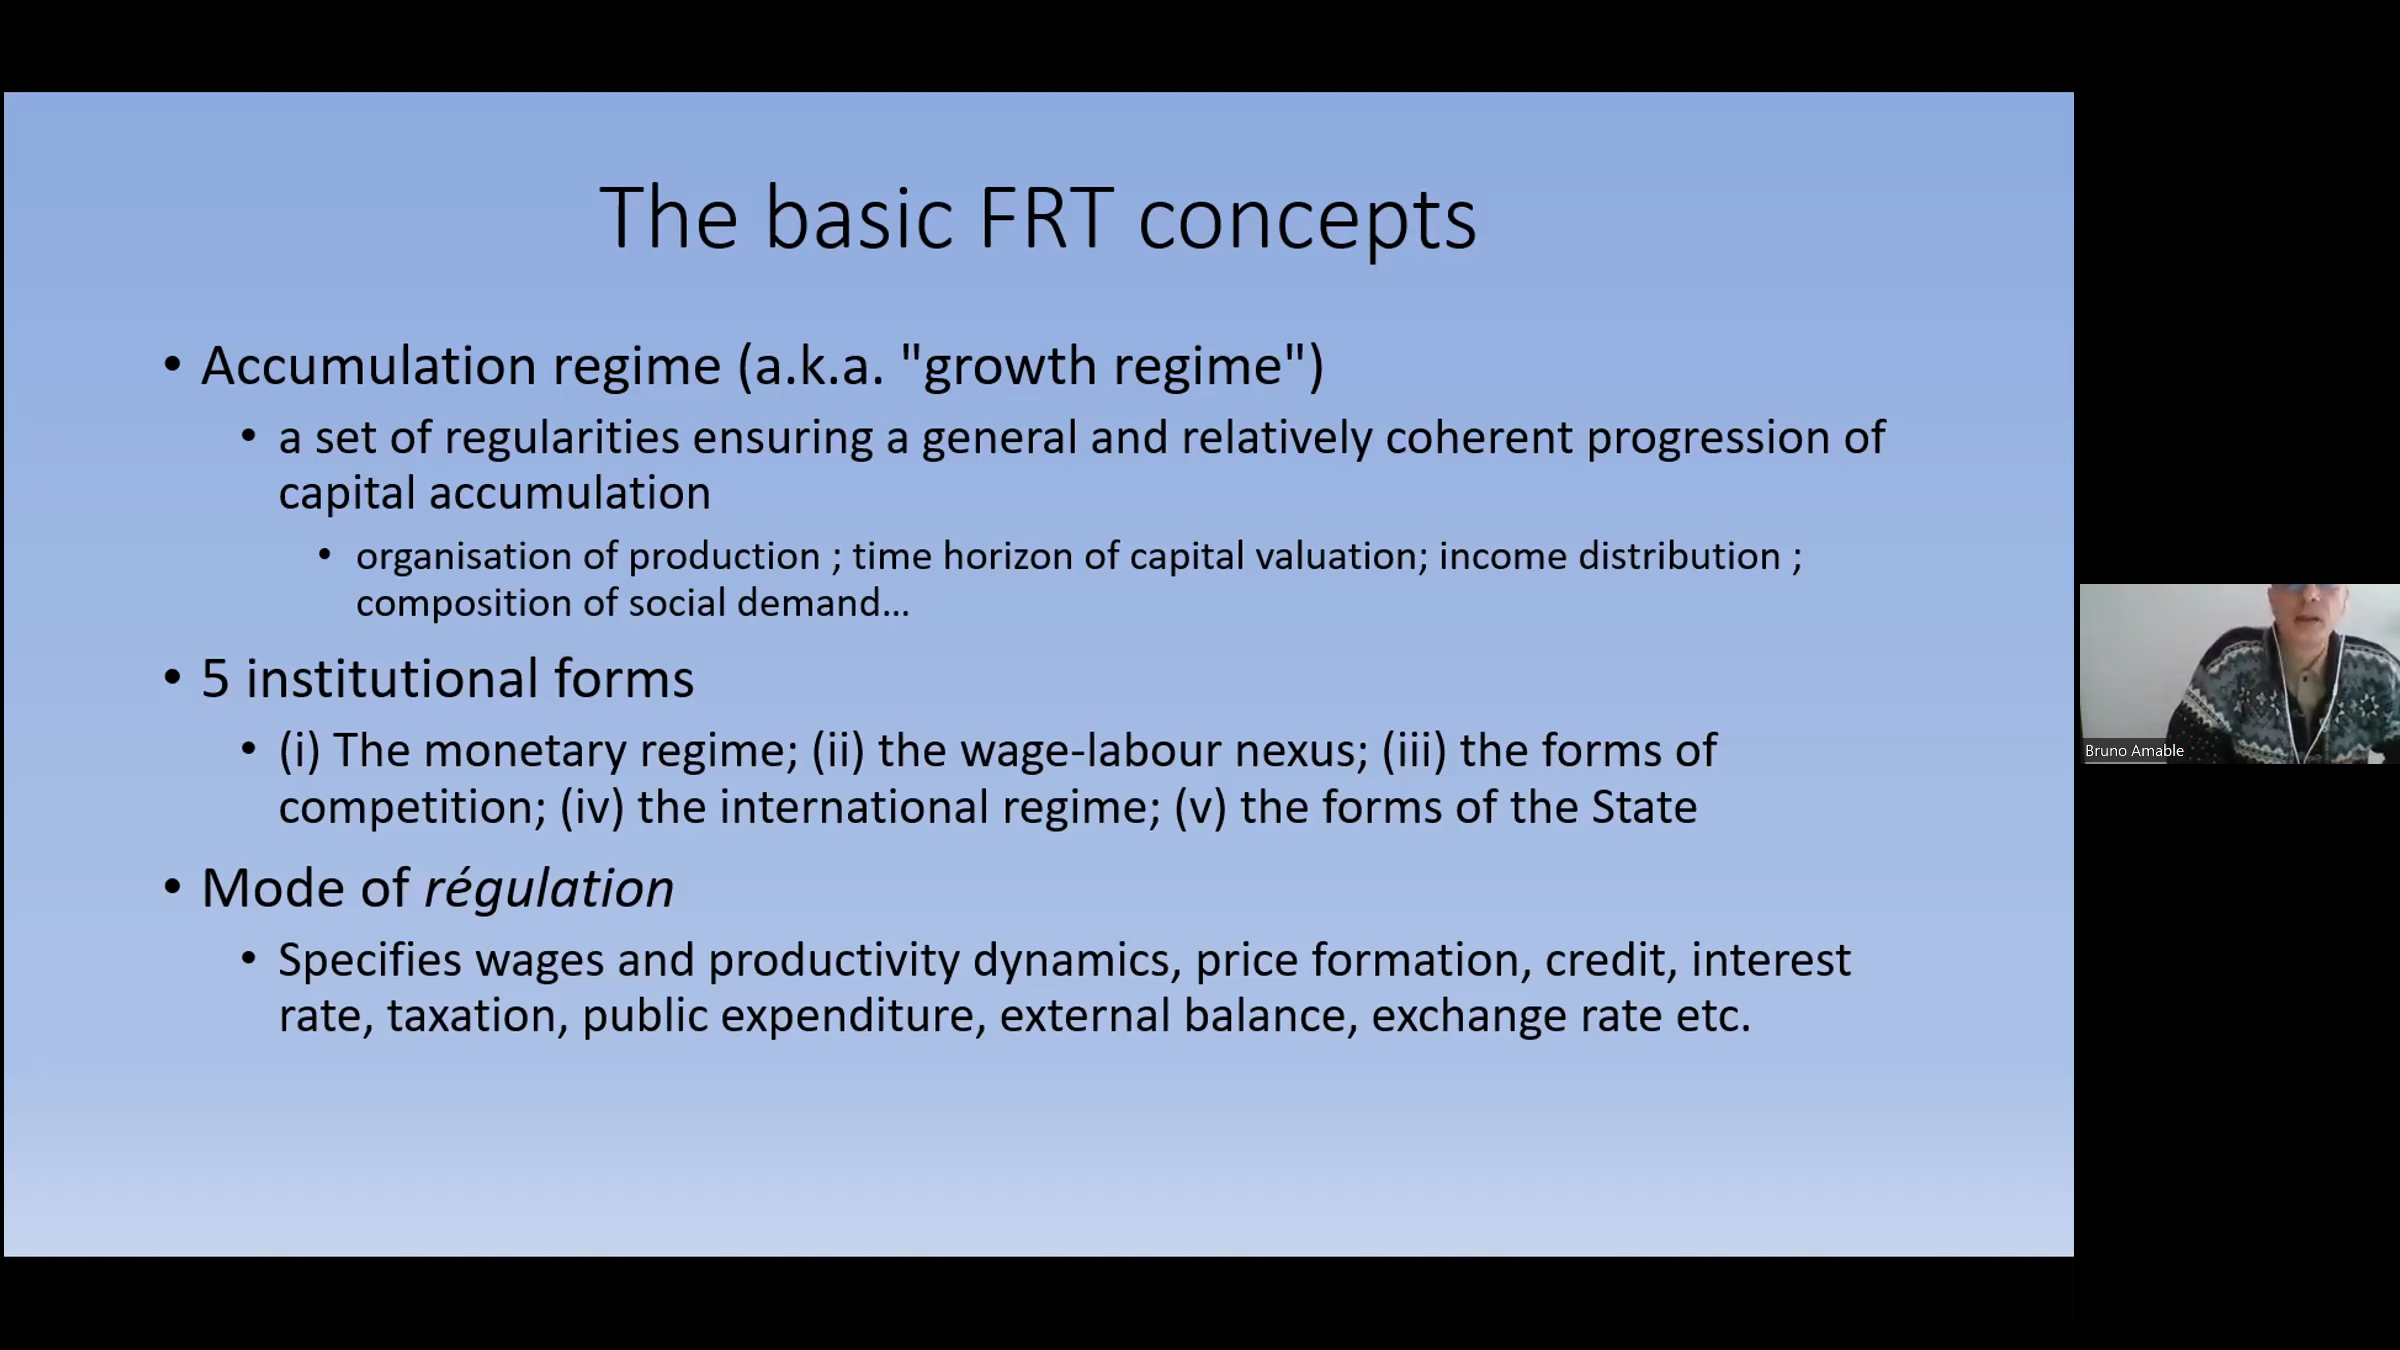 The basic FRT concepts
• Accumulation regime (a.k.a. "growth regime")
• a set of regularities ensuring a general and relatively coherent progression of
capital accumulation
• organisation of production ; time horizon of capital valuation; income distribution ;
composition of social demand...
• 5 institutional forms
• (i) The monetary regime; (ii) the wage-labour nexus; (iii) the forms of
competition; (iv) the international regime; (v) the forms of the State
• Mode of régulation
• Specifies wages and productivity dynamics, price formation, credit, interest
rate, taxation, public expenditure, external balance, exchange rate etc.
Bruno Amable